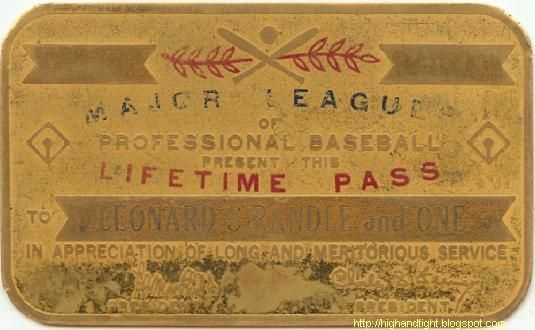 MAJOR LEAGUES
OF
PROFESSIONAL BASEBALL
PRESENT THIS
LIFETIME PASS
TO LEONARD S. RANDLE and ONE
IN APPRECIATION OF LONG AND MERITORIOUS SERVICE
PRESIDENT
http://highandtight.blogspot.com